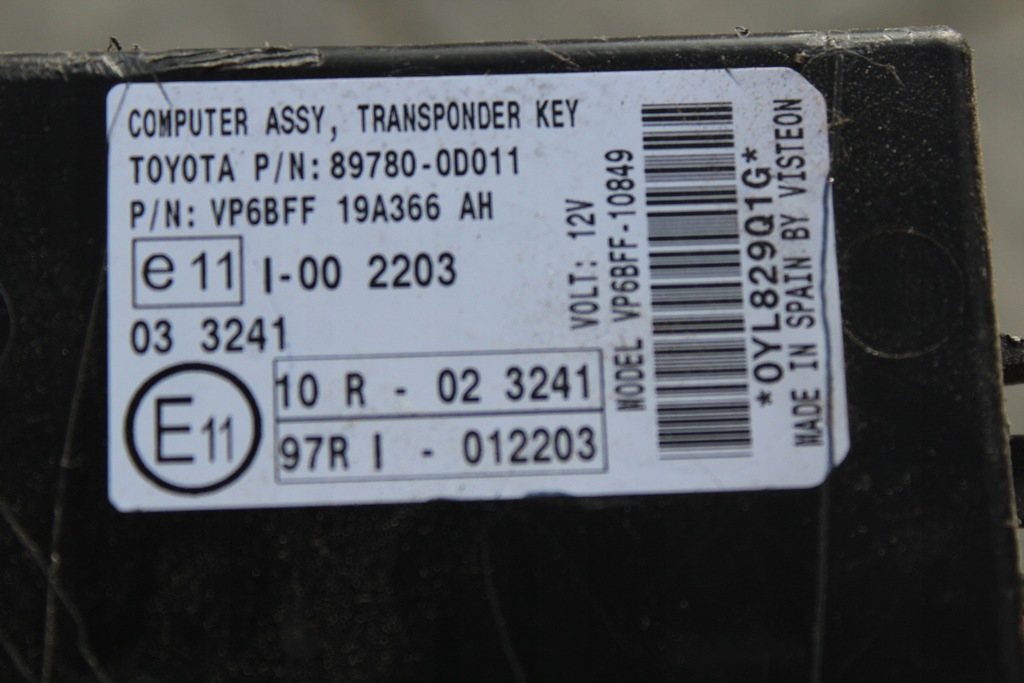 COMPUTER ASSY, TRANSPONDER KEY
TOYOTA P/N: 89780-0D011
P/N: VP6BFF 19A366 AH
e 11 I-00 2203
03 3241
E11
10 R - 02 3241
97R I - 012203
VOLT: 12V
MODEL VP6BFF-10849
*0YL829Q1G*
MADE IN SPAIN BY VISTEON